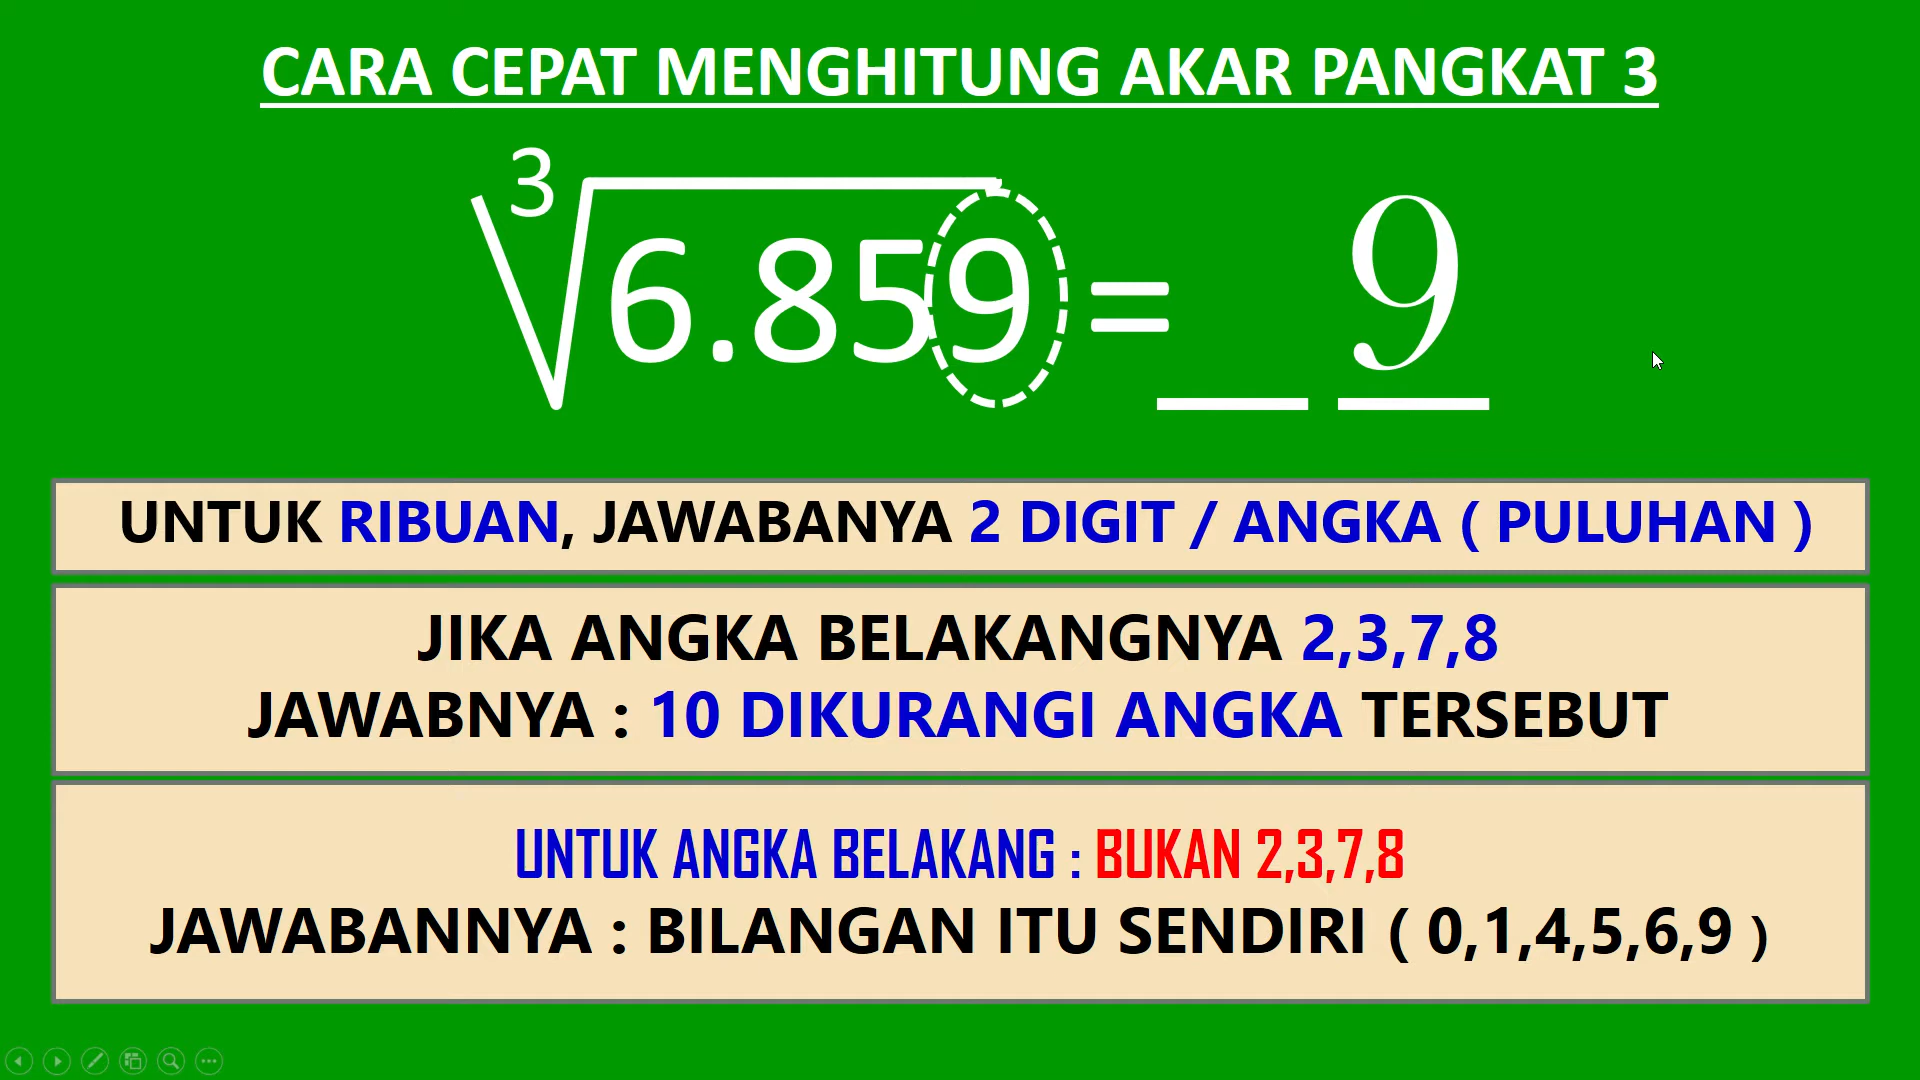 CARA CEPAT MENGHITUNG AKAR PANGKAT 3
3
√6.859 = __ 9
UNTUK RIBUAN, JAWABANYA 2 DIGIT / ANGKA ( PULUHAN )
JIKA ANGKA BELAKANGNYA 2,3,7,8
JAWABNYA : 10 DIKURANGI ANGKA TERSEBUT
UNTUK ANGKA BELAKANG : BUKAN 2,3,7,8
JAWABANNYA : BILANGAN ITU SENDIRI ( 0,1,4,5,6,9 )